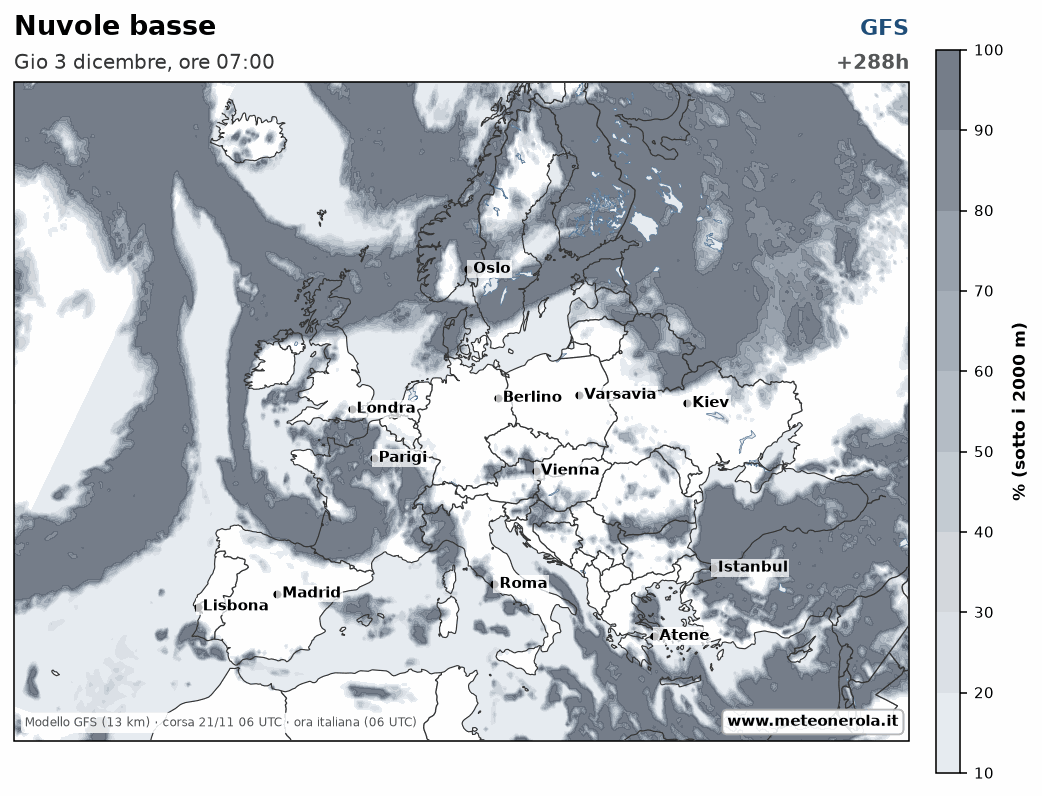 Nuvole basse
GFS
Gio 3 dicembre, ore 07:00
+288h
100
90
80
70
60
50
40
30
20
10
% (sotto i 2000 m)
Oslo
Londra
Berlino
Varsavia
Kiev
Parigi
Vienna
Istanbul
Roma
Madrid
Lisbona
Atene
Modello GFS (13 km) · corsa 21/11 06 UTC · ora italiana (06 UTC)
www.meteonerola.it